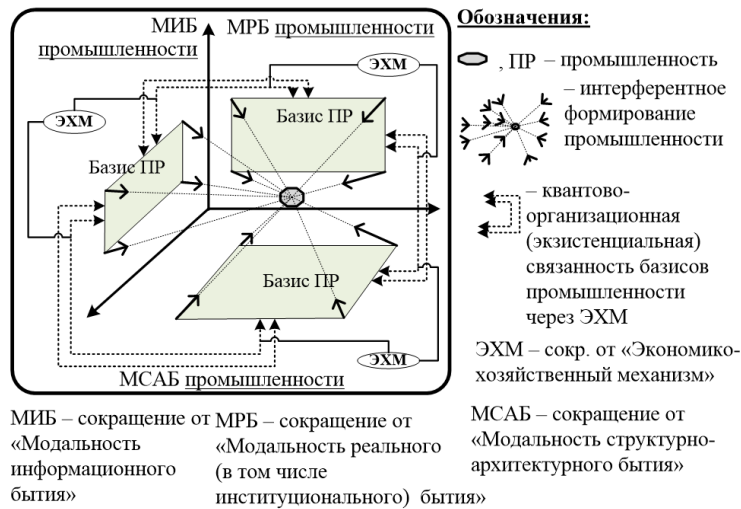 МИБ
промышленности
МРБ промышленности
ЭХМ
ЭХМ
Базис ПР
Базис ПР
Базис ПР
ЭХМ
МСАБ промышленности
Обозначения:
, ПР – промышленность
– интерферентное
формирование
промышленности
– квантово-
организационная
(экзистенциальная)
связанность базисов
промышленности
через ЭХМ
ЭХМ – сокр. от «Экономико-
хозяйственный механизм»
МИБ – сокращение от
«Модальность
информационного
бытия»
МРБ – сокращение от
«Модальность реального
(в том числе
институционального) бытия»
МСАБ – сокращение от
«Модальность структурно-
архитектурного бытия»